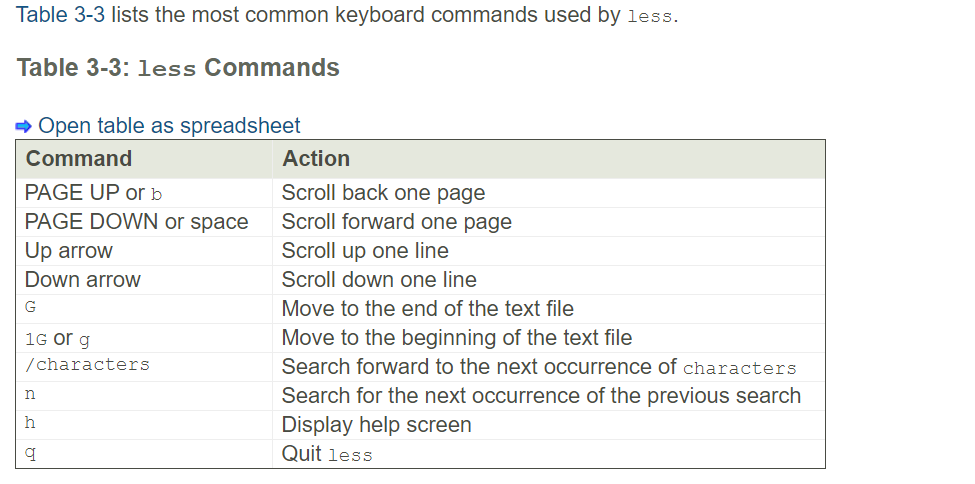 Table 3-3 lists the most common keyboard commands used by less.
Table 3-3: less Commands
Open table as spreadsheet
Command Action
PAGE UP or b Scroll back one page
PAGE DOWN or space Scroll forward one page
Up arrow Scroll up one line
Down arrow Scroll down one line
G Move to the end of the text file
1G or g Move to the beginning of the text file
/characters Search forward to the next occurrence of characters
n Search for the next occurrence of the previous search
h Display help screen
q Quit less